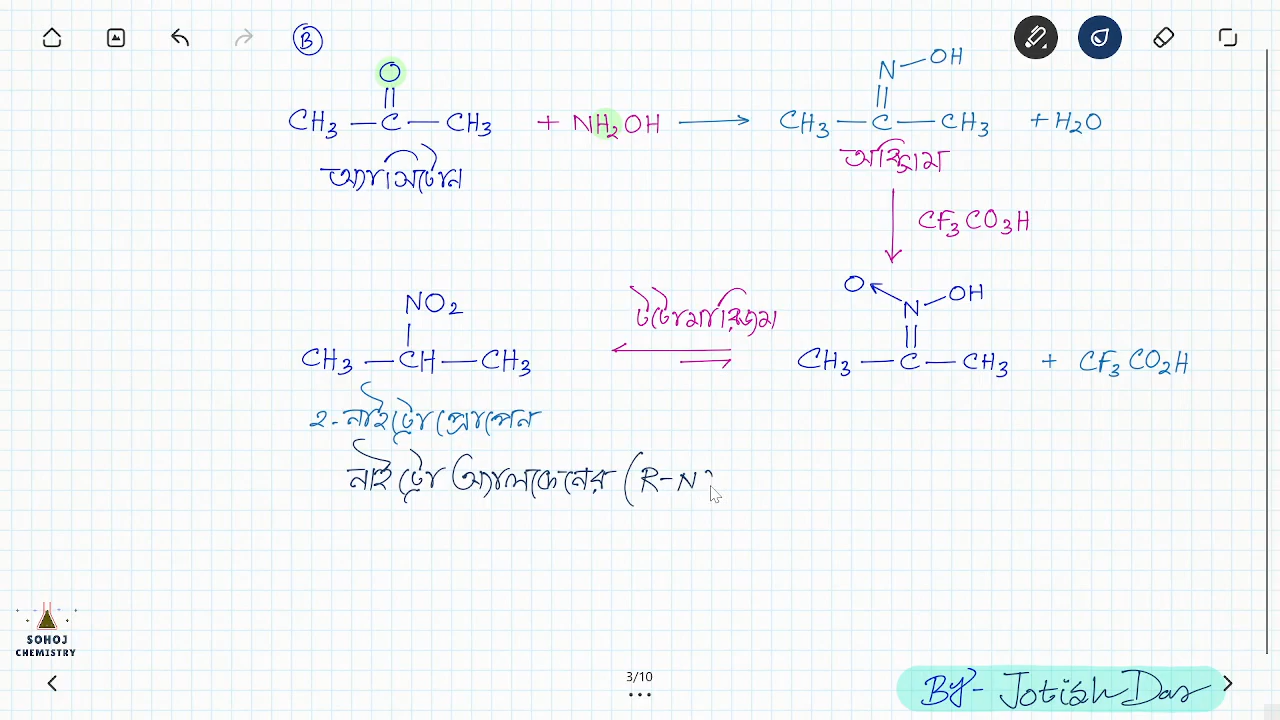 B
O
N—OH
CH₃—C—CH₃ + NH₂OH → CH₃—C—CH₃ + H₂O
অ্যাসিটোন
অক্সিম
CF₃CO₃H
O←N—OH
NO₂
টটোমারিজম
CH₃—CH—CH₃ ⇌ CH₃—C—CH₃ + CF₃CO₂H
২-নাইট্রোপ্রোপেন
নাইট্রো অ্যালকেনের (R-N
SOHOJ
CHEMISTRY
3/10
By- Jotish Das